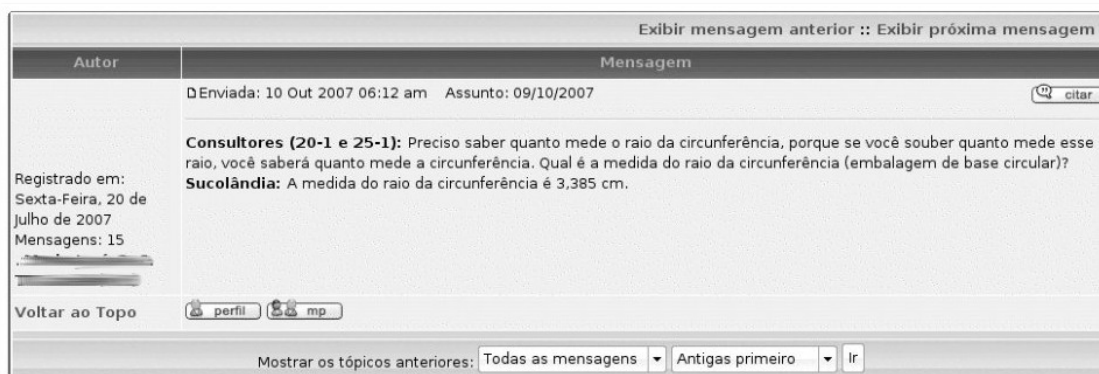 Exibir mensagem anterior :: Exibir próxima mensagem
Autor Mensagem
Enviada: 10 Out 2007 06:12 am Assunto: 09/10/2007
citar
Consultores (20-1 e 25-1): Preciso saber quanto mede o raio da circunferência, porque se você souber quanto mede esse
raio, você saberá quanto mede a circunferência. Qual é a medida do raio da circunferência (embalagem de base circular)?
Sucolândia: A medida do raio da circunferência é 3,385 cm.
Registrado em:
Sexta-Feira, 20 de
Julho de 2007
Mensagens: 15
Voltar ao Topo perfil mp
Mostrar os tópicos anteriores: Todas as mensagens Antigas primeiro Ir